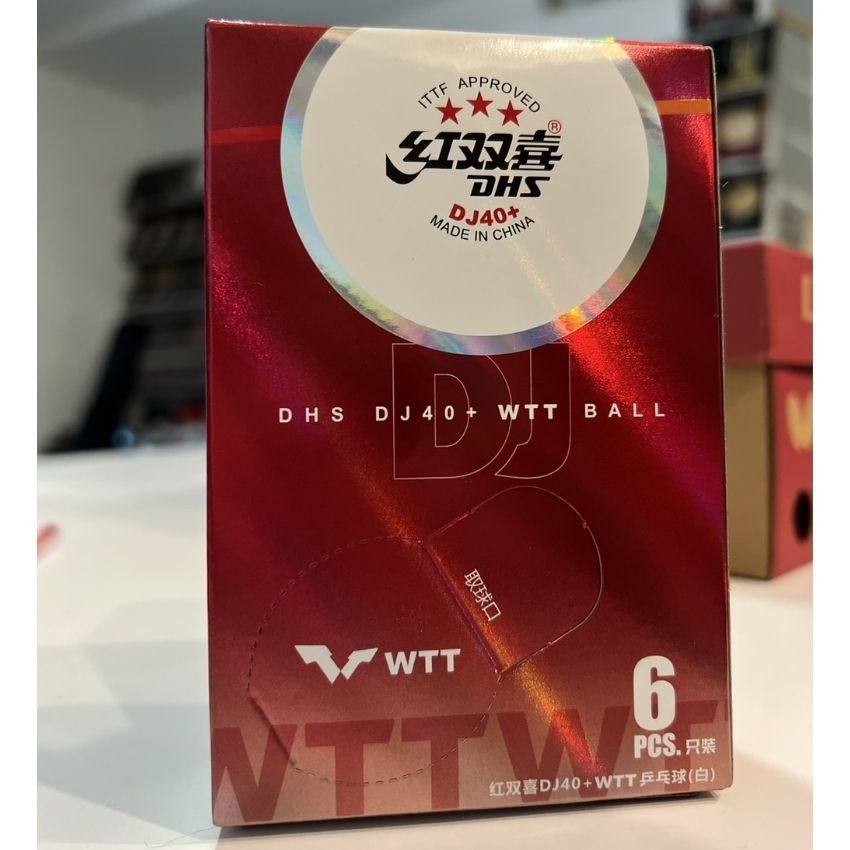 ITTF APPROVED
★★★
红双喜®
DHS
DJ40+
MADE IN CHINA
DJ
DHS DJ40+ WTT BALL
取球口
WTT
6
PCS. 只装
WTTWTT
红双喜DJ40+WTT乒乓球(白)
D
W